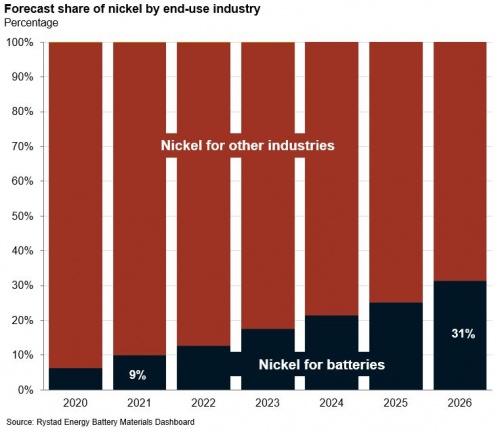 Forecast share of nickel by end-use industry
Percentage
100%
90%
80%
70%
Nickel for other industries
60%
50%
40%
30%
20%
31%
10%
Nickel for batteries
9%
0%
2020 2021 2022 2023 2024 2025 2026
Source: Rystad Energy Battery Materials Dashboard